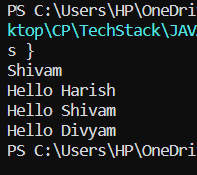 PS C:\Users\HP\OneDri
ktop\CP\TechStack\JAV
s }
Shivam
Hello Harish
Hello Shivam
Hello Divyam
PS C:\Users\HP\OneDri